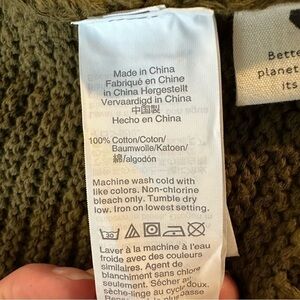 Made in China
Fabriqué en Chine
in China Hergestellt
Vervaardigd in China
中国製
Hecho en China
100% Cotton/Coton/
Baumwolle/Katoen/
綿/algodón
Machine wash cold with
like colors. Non-chlorine
bleach only. Tumble dry
low. Iron on lowest setting.
30
Laver à la machine à l'eau
froide avec des couleurs
similaires. Agent de
blanchiment sans chlore
seulement. Sécher
sèche-linge au cycle doux.
Bette
planet
its